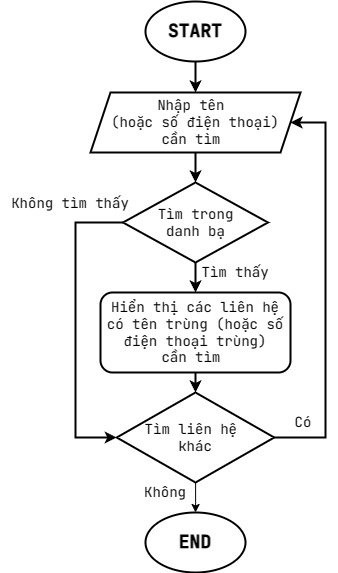 START
Nhập tên
(hoặc số điện thoại)
cần tìm
Không tìm thấy
Tìm trong
danh bạ
Tìm thấy
Hiển thị các liên hệ
có tên trùng (hoặc số
điện thoại trùng)
cần tìm
Tìm liên hệ
khác
Có
Không
END